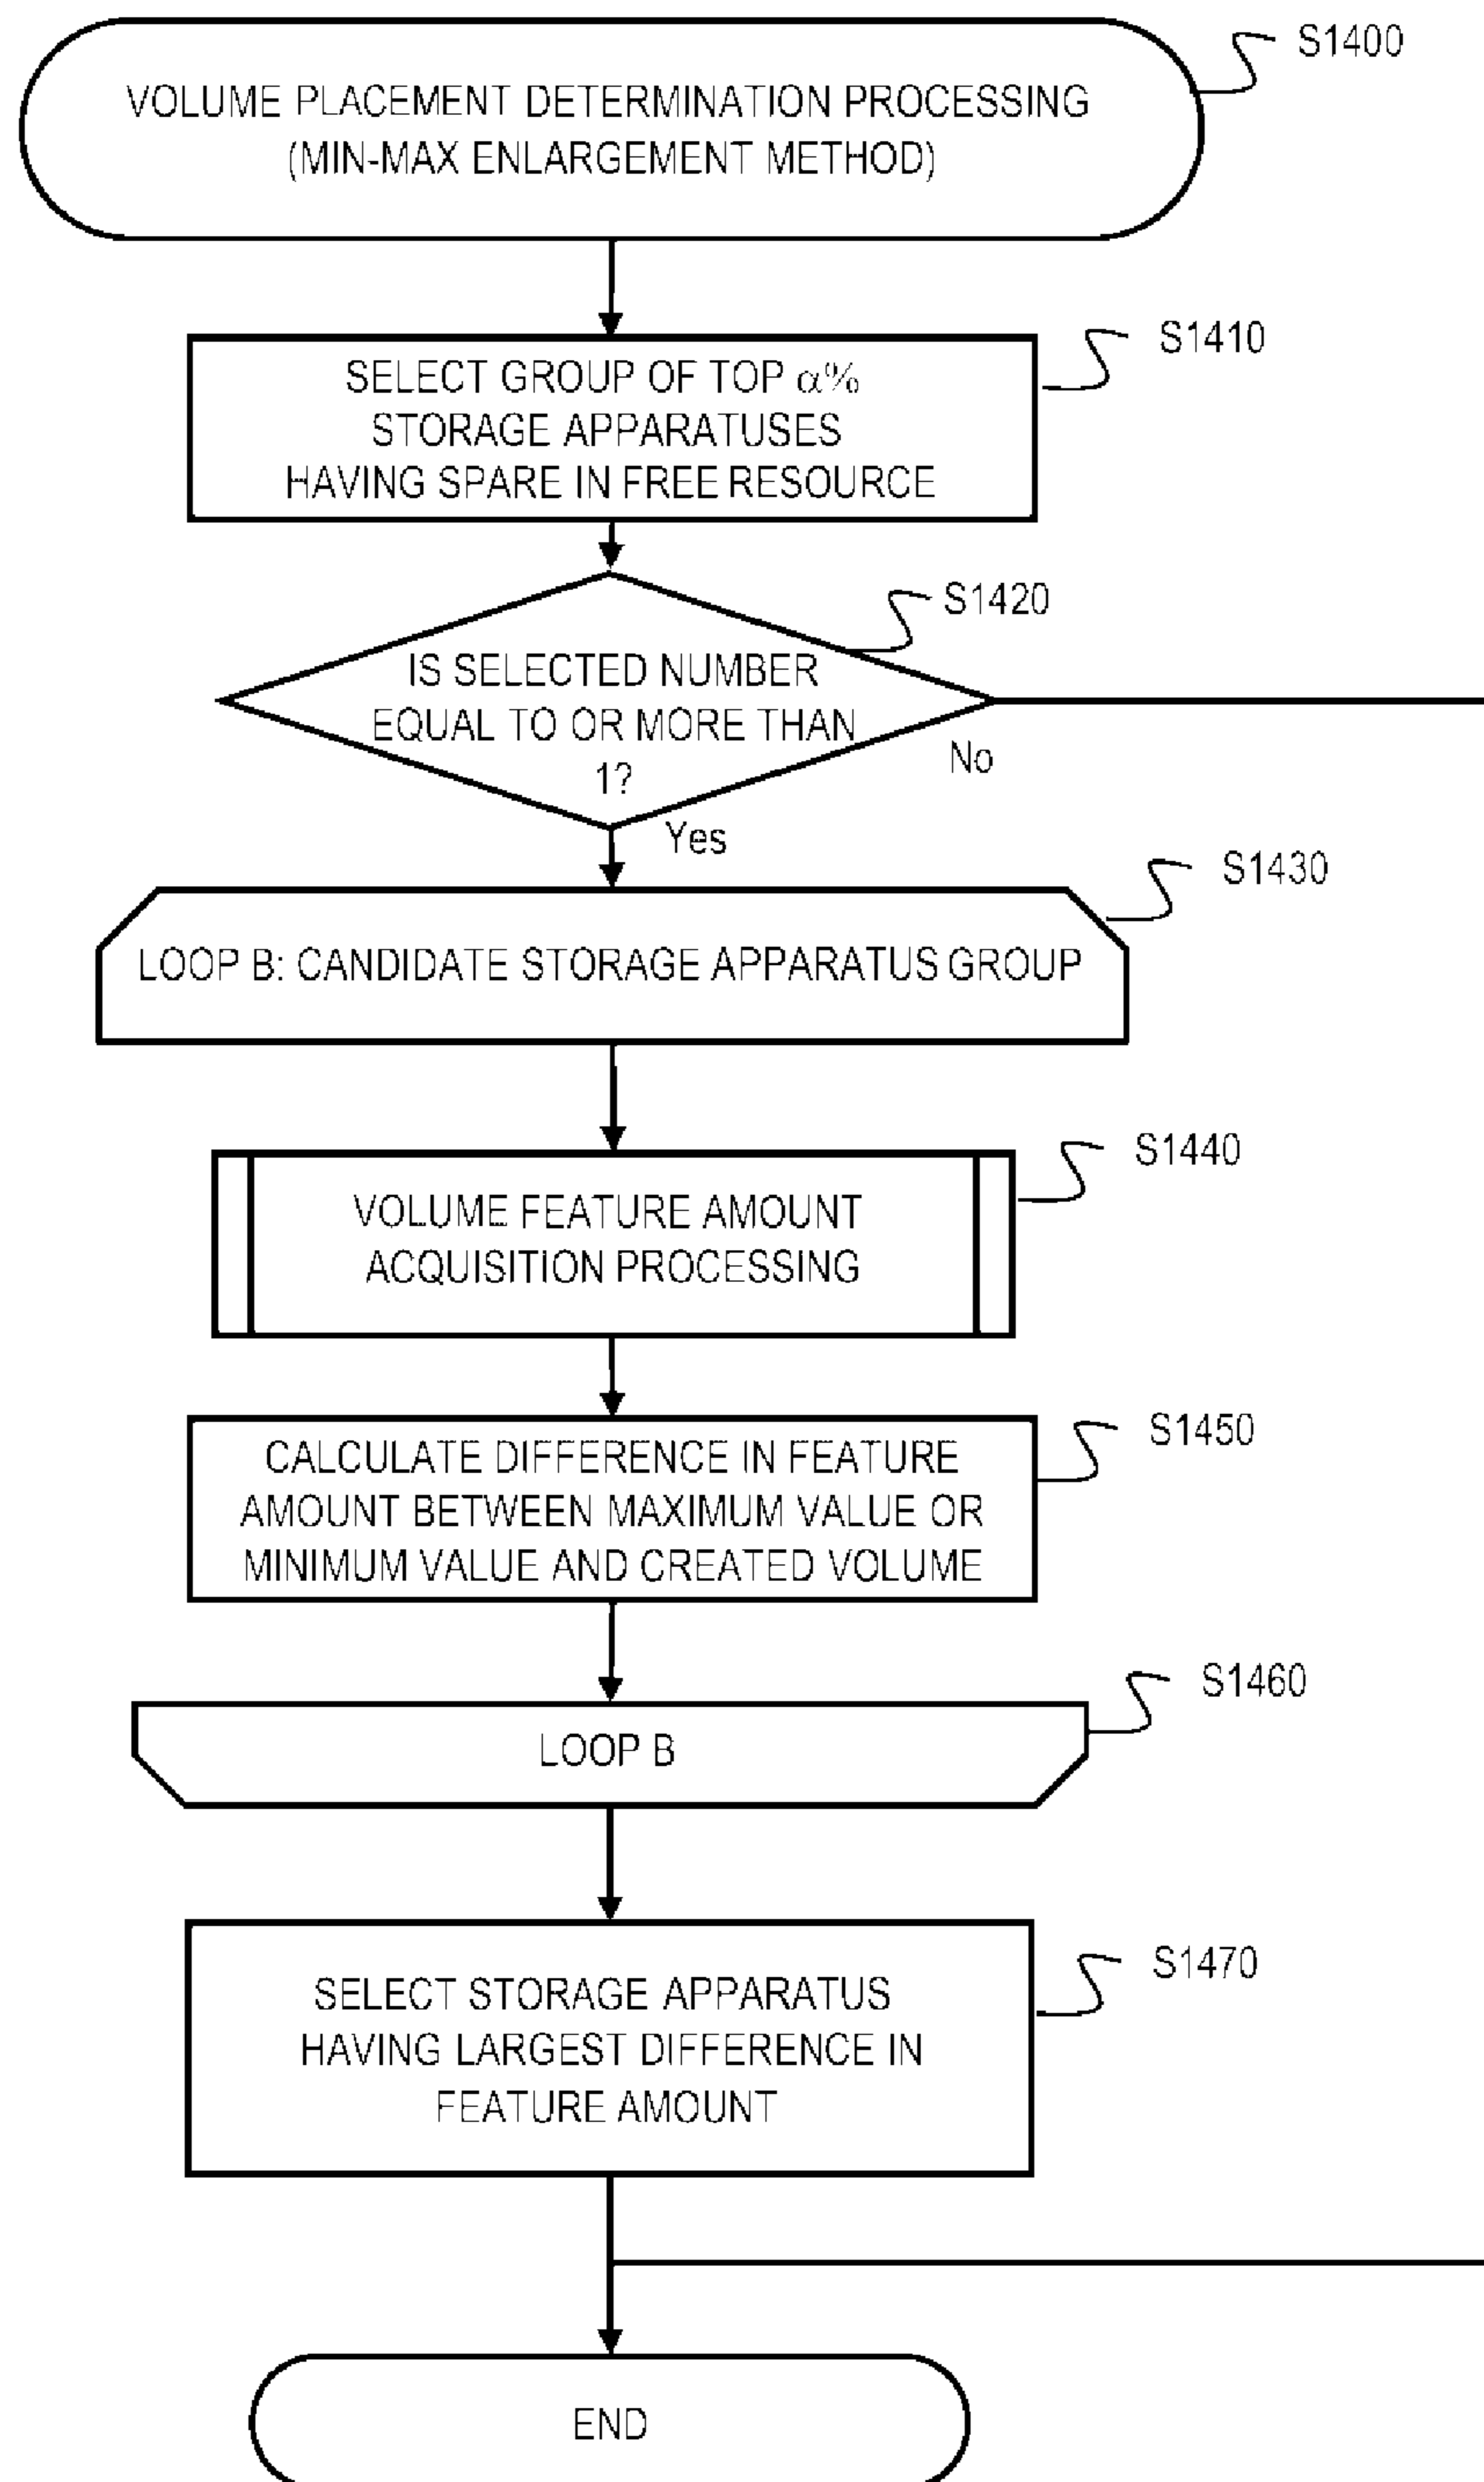 S1400
VOLUME PLACEMENT DETERMINATION PROCESSING
(MIN-MAX ENLARGEMENT METHOD)
S1410
SELECT GROUP OF TOP α%
STORAGE APPARATUSES
HAVING SPARE IN FREE RESOURCE
S1420
IS SELECTED NUMBER
EQUAL TO OR MORE THAN
1?
No
Yes
S1430
LOOP B: CANDIDATE STORAGE APPARATUS GROUP
S1440
VOLUME FEATURE AMOUNT
ACQUISITION PROCESSING
S1450
CALCULATE DIFFERENCE IN FEATURE
AMOUNT BETWEEN MAXIMUM VALUE OR
MINIMUM VALUE AND CREATED VOLUME
S1460
LOOP B
S1470
SELECT STORAGE APPARATUS
HAVING LARGEST DIFFERENCE IN
FEATURE AMOUNT
END